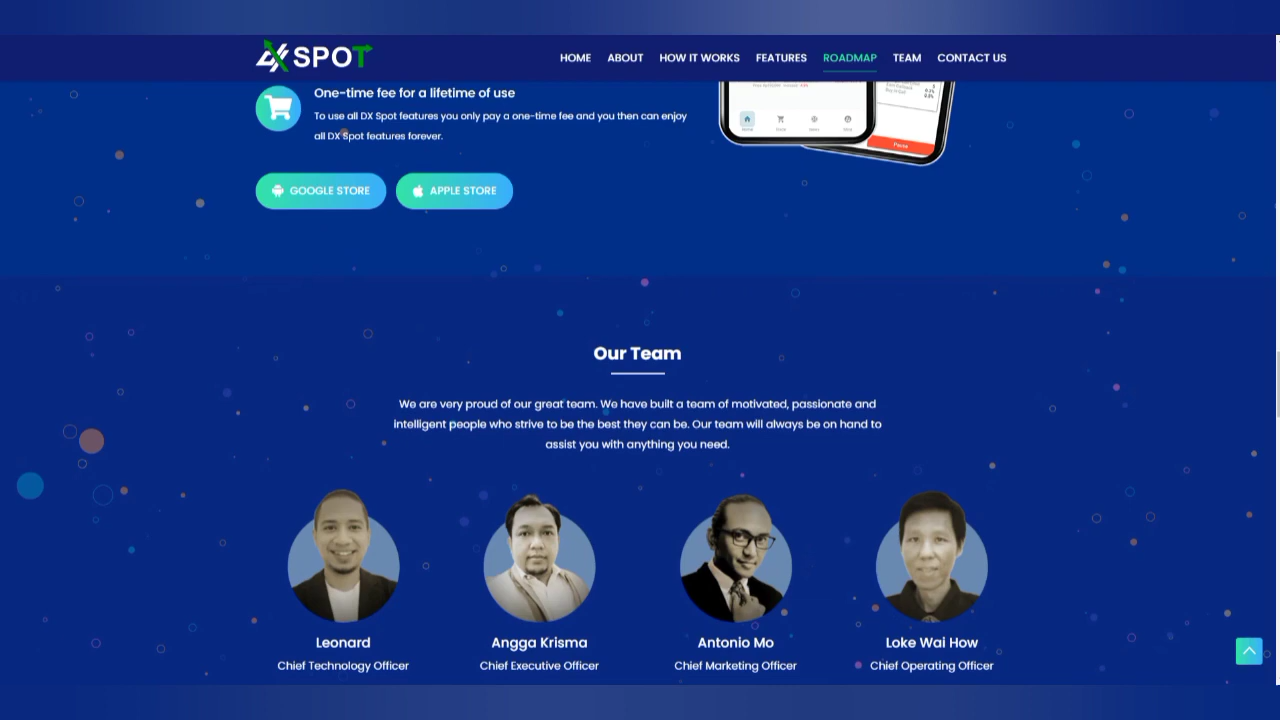 DX SPOT
HOME ABOUT HOW IT WORKS FEATURES ROADMAP TEAM CONTACT US
One-time fee for a lifetime of use
To use all DX Spot features you only pay a one-time fee and you then can enjoy
all DX Spot features forever.
Pause
GOOGLE STORE APPLE STORE
Our Team
We are very proud of our great team. We have built a team of motivated, passionate and
intelligent people who strive to be the best they can be. Our team will always be on hand to
assist you with anything you need.
Leonard Angga Krisma Antonio Mo Loke Wai How
Chief Technology Officer Chief Executive Officer Chief Marketing Officer Chief Operating Officer